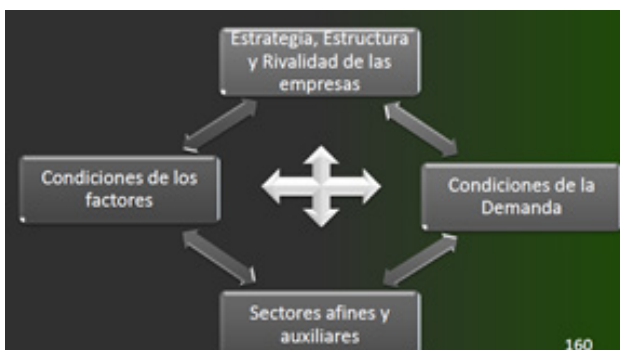 Estrategia, Estructura
y Rivalidad de las
empresas
Condiciones de los
factores
Condiciones de la
Demanda
Sectores afines y
auxiliares
160